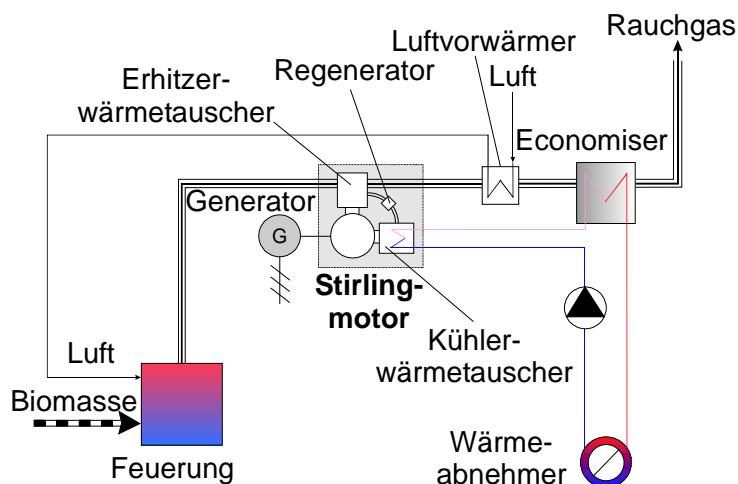 Rauchgas
Luftvorwärmer
Regenerator
Luft
Erhitzer-
wärmetauscher
Economiser
Generator
G
Stirling-
motor
Kühler-
wärmetauscher
Luft
Biomasse
Feuerung
Wärme-
abnehmer